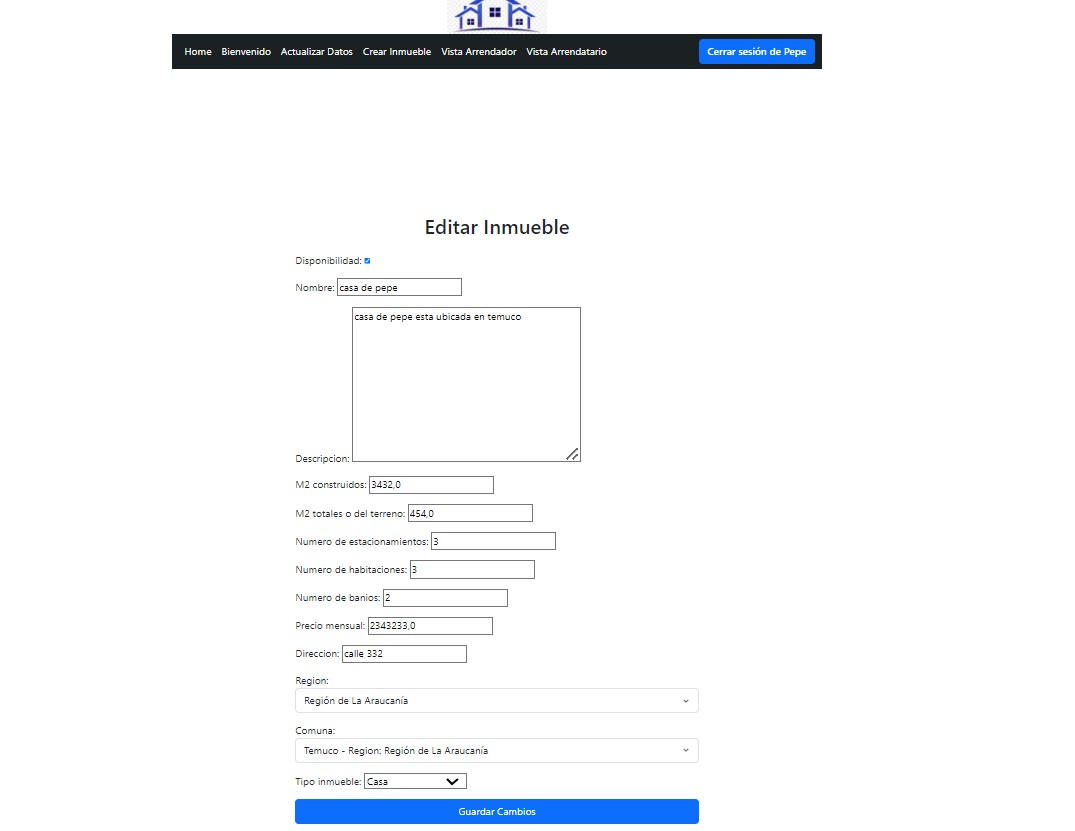 Home Bienvenido Actualizar Datos Crear Inmueble Vista Arrendador Vista Arrendatario Cerrar sesión de Pepe
Editar Inmueble
Disponibilidad:
Nombre: casa de pepe
casa de pepe esta ubicada en temuco
Descripcion:
M2 construidos: 3432,0
M2 totales o del terreno: 454,0
Numero de estacionamientos: 3
Numero de habitaciones: 3
Numero de banios: 2
Precio mensual: 2343233,0
Direccion: calle 332
Region:
Región de La Araucanía
Comuna:
Temuco - Region: Región de La Araucanía
Tipo inmueble: Casa
Guardar Cambios